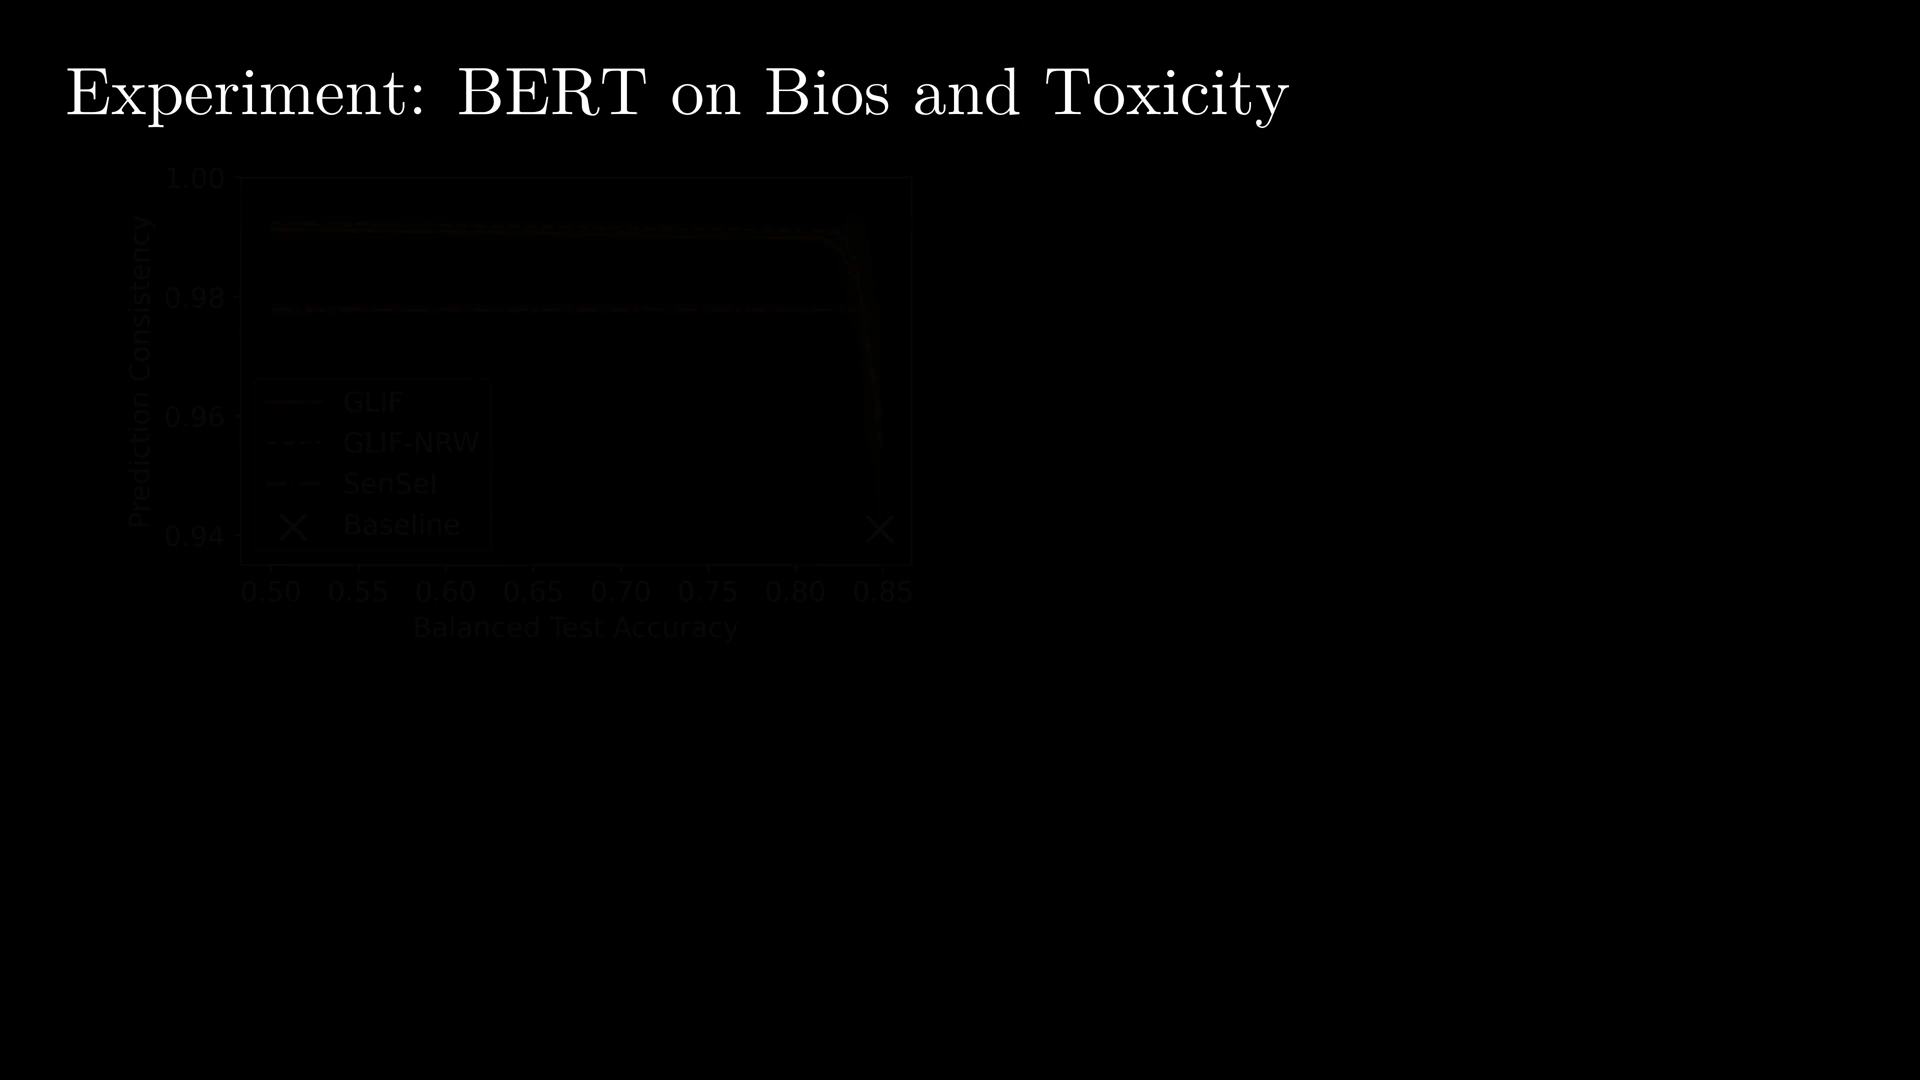 Experiment: BERT on Bios and Toxicity
1.00
0.98
0.96
0.94
Prediction Consistency
GLIF
GLIF-NRW
SenSeI
Baseline
0.50 0.55 0.60 0.65 0.70 0.75 0.80 0.85
Balanced Test Accuracy